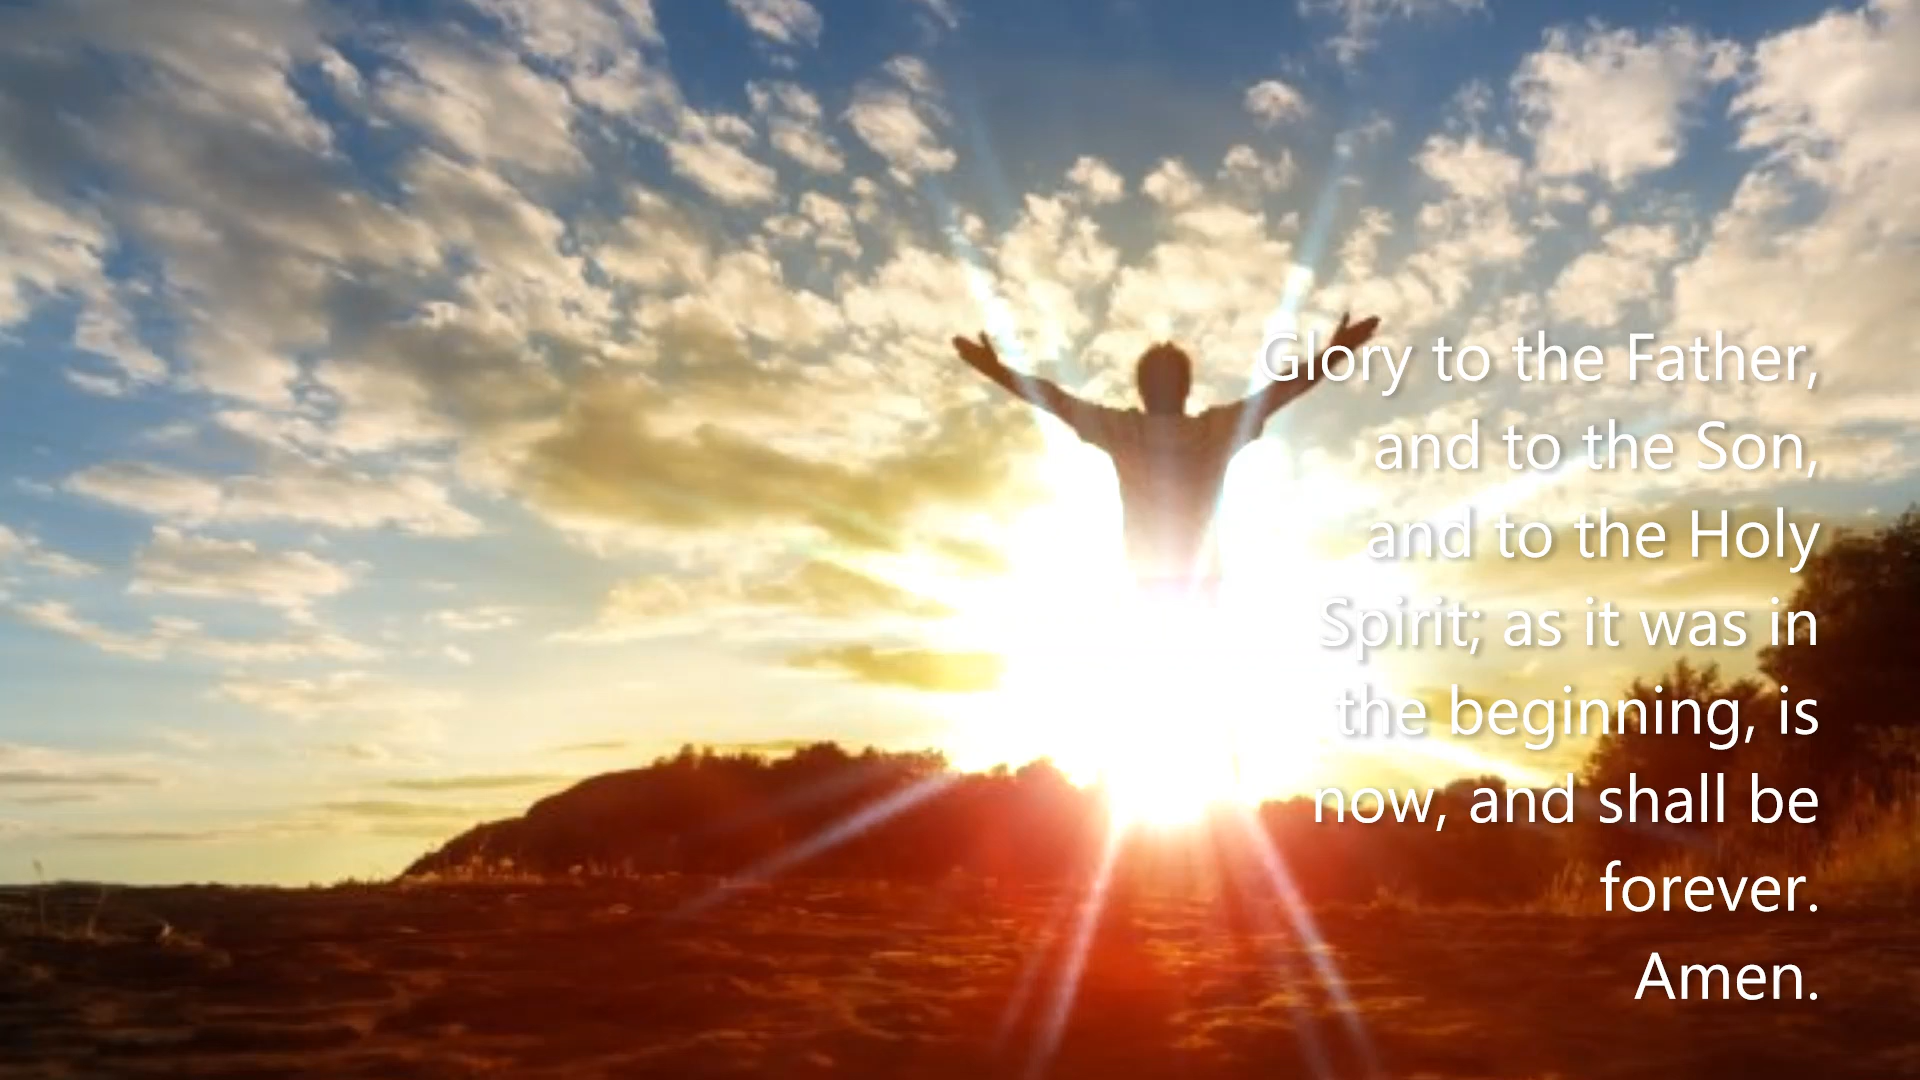 Glory to the Father,
and to the Son,
and to the Holy
Spirit; as it was in
the beginning, is
now, and shall be
forever.
Amen.